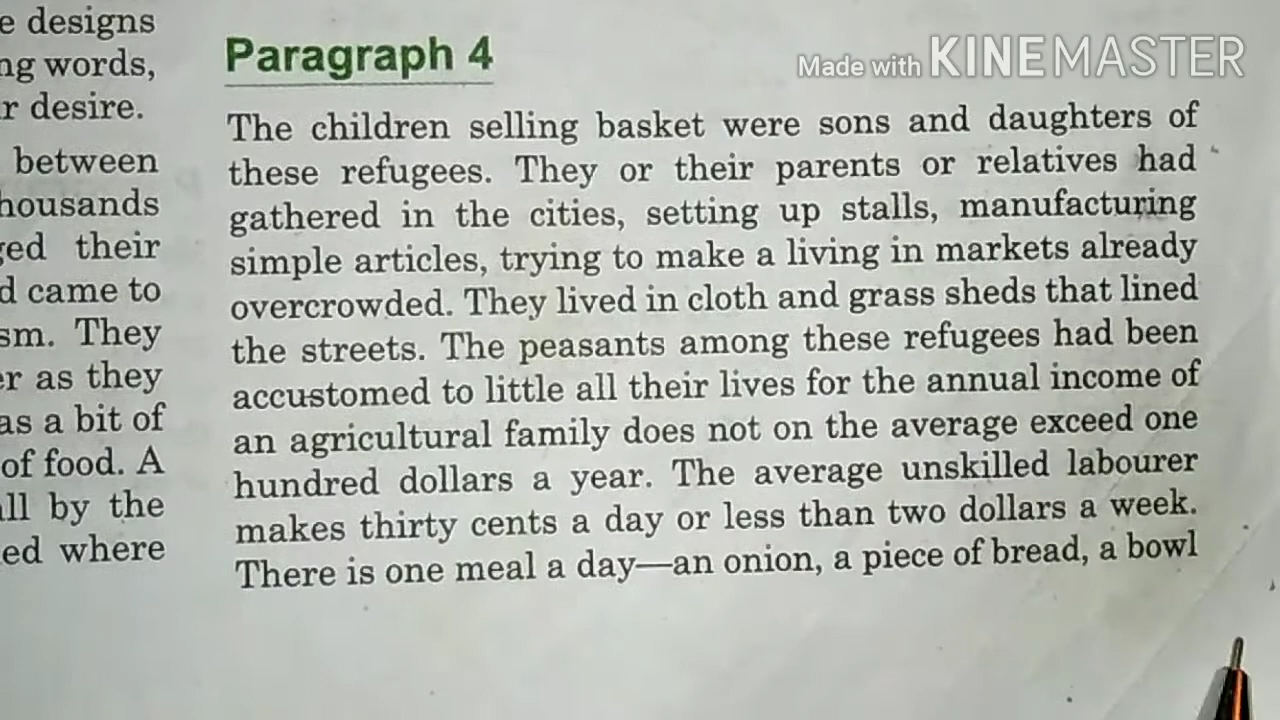 e designs
ng words,
r desire.
between
housands
ged their
d came to
sm. They
er as they
as a bit of
of food. A
all by the
ed where
Paragraph 4
Made with KINEMASTER
The children selling basket were sons and daughters of
these refugees. They or their parents or relatives had
gathered in the cities, setting up stalls, manufacturing
simple articles, trying to make a living in markets already
overcrowded. They lived in cloth and grass sheds that lined
the streets. The peasants among these refugees had been
accustomed to little all their lives for the annual income of
an agricultural family does not on the average exceed one
hundred dollars a year. The average unskilled labourer
makes thirty cents a day or less than two dollars a week.
There is one meal a day—an onion, a piece of bread, a bowl